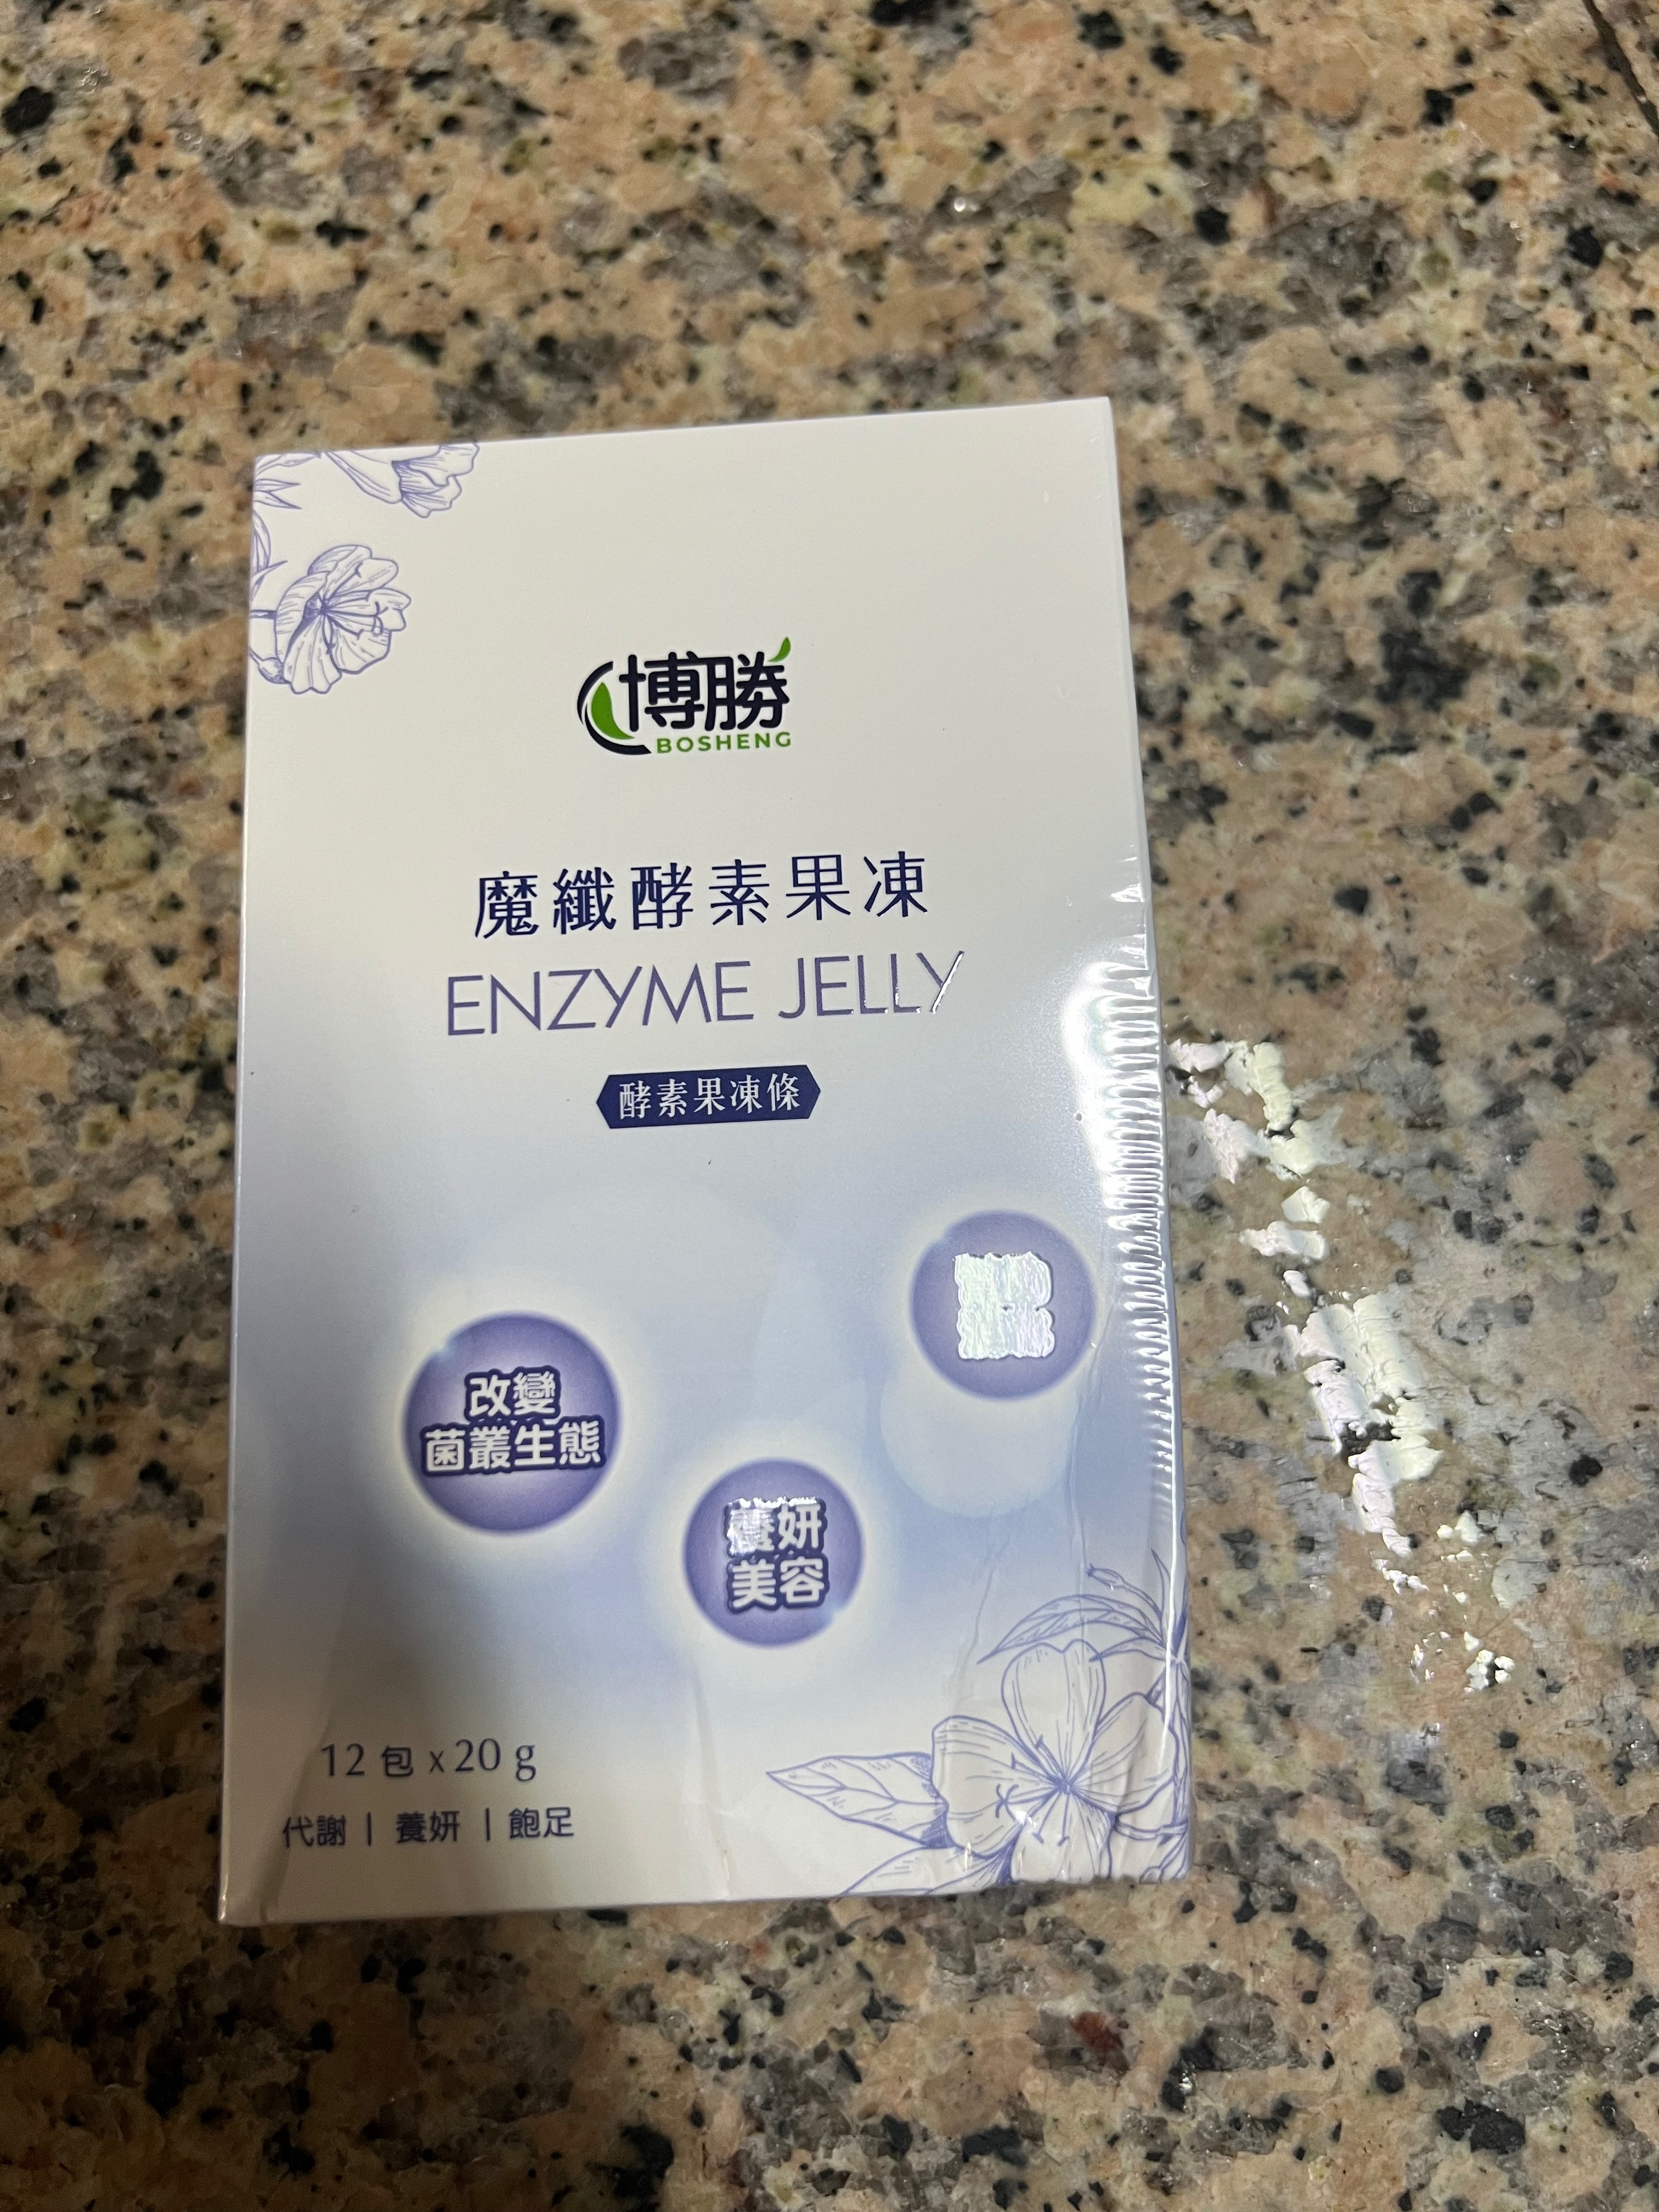 博勝
BOSHENG
魔纖酵素果凍
ENZYME JELLY
酵素果凍條
改變
菌叢生態
養妍
美容
12 包 x 20 g
代謝 | 養妍 | 飽足